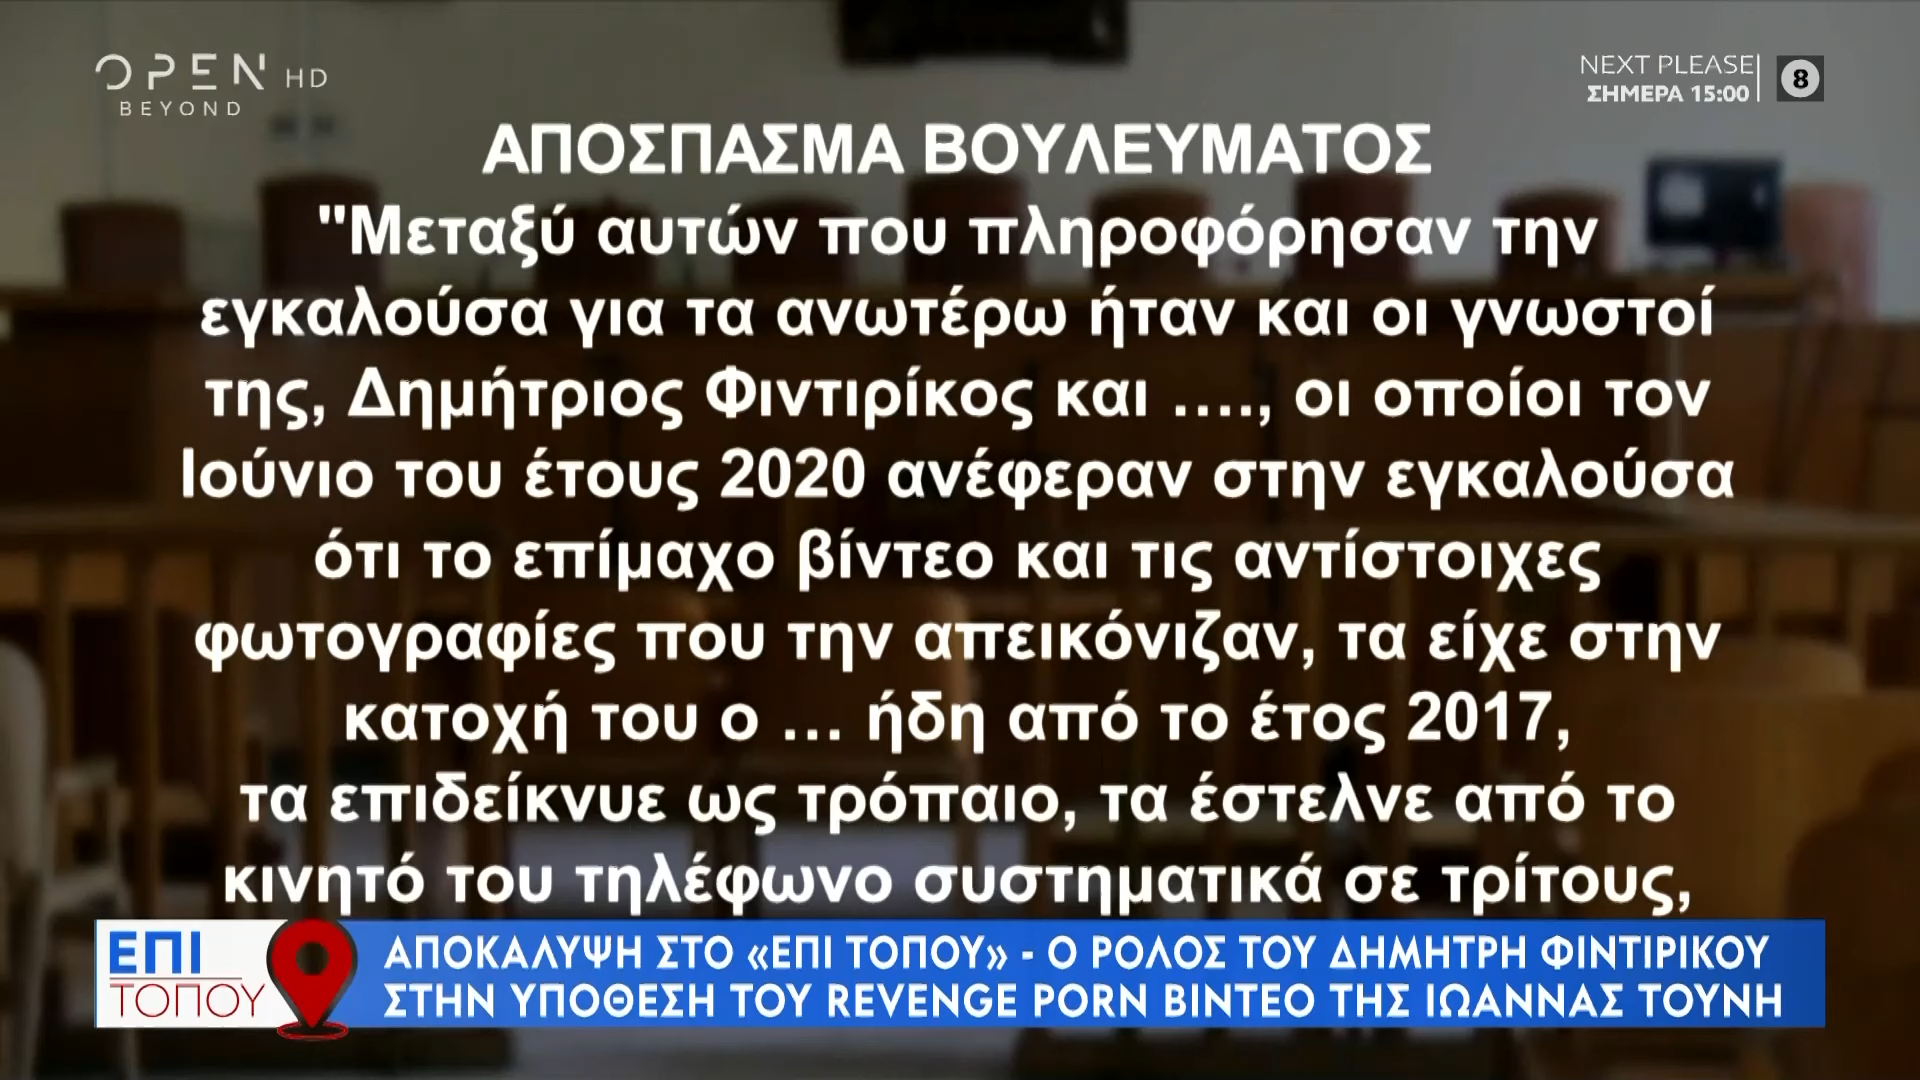 OPEN HD
BEYOND
NEXT PLEASE
ΣΗΜΕΡΑ 15:00
8
ΑΠΟΣΠΑΣΜΑ ΒΟΥΛΕΥΜΑΤΟΣ
"Μεταξύ αυτών που πληροφόρησαν την
εγκαλούσα για τα ανωτέρω ήταν και οι γνωστοί
της, Δημήτριος Φιντιρίκος και ...., οι οποίοι τον
Ιούνιο του έτους 2020 ανέφεραν στην εγκαλούσα
ότι το επίμαχο βίντεο και τις αντίστοιχες
φωτογραφίες που την απεικόνιζαν, τα είχε στην
κατοχή του ο ... ήδη από το έτος 2017,
τα επιδείκνυε ως τρόπαιο, τα έστελνε από το
κινητό του τηλέφωνο συστηματικά σε τρίτους,
ΕΠΙ
ΤΟΠΟΥ
ΑΠΟΚΑΛΥΨΗ ΣΤΟ «ΕΠΙ ΤΟΠΟΥ» - Ο ΡΟΛΟΣ ΤΟΥ ΔΗΜΗΤΡΗ ΦΙΝΤΙΡΙΚΟΥ
ΣΤΗΝ ΥΠΟΘΕΣΗ ΤΟΥ REVENGE PORN ΒΙΝΤΕΟ ΤΗΣ ΙΩΑΝΝΑΣ ΤΟΥΝΗ